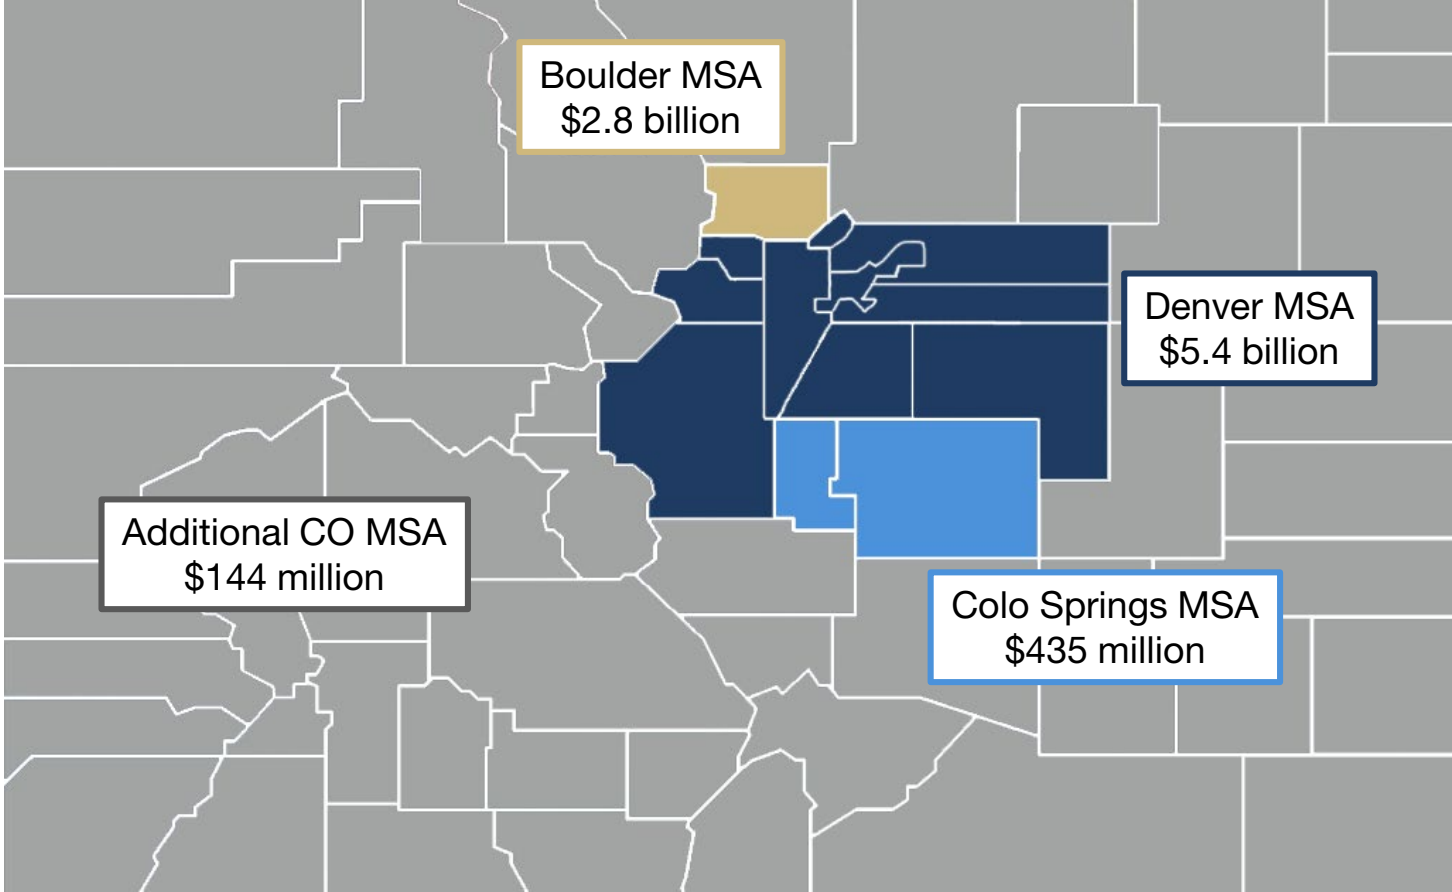 Boulder MSA
$2.8 billion
Denver MSA
$5.4 billion
Additional CO MSA
$144 million
Colo Springs MSA
$435 million